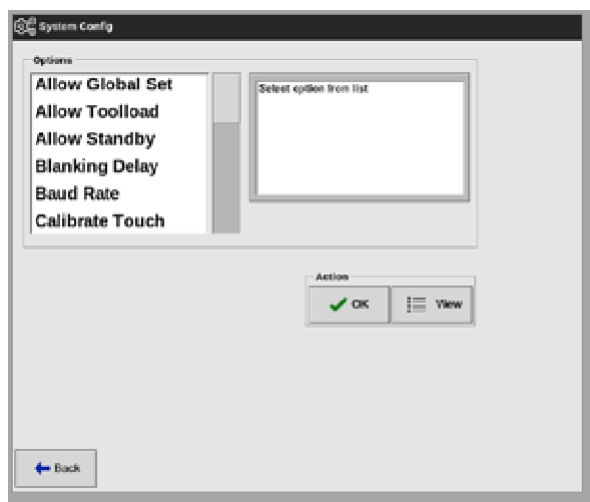 System Config
Options
Allow Global Set
Allow Toolload
Allow Standby
Blanking Delay
Baud Rate
Calibrate Touch
Select option from list
Action
OK
View
Back